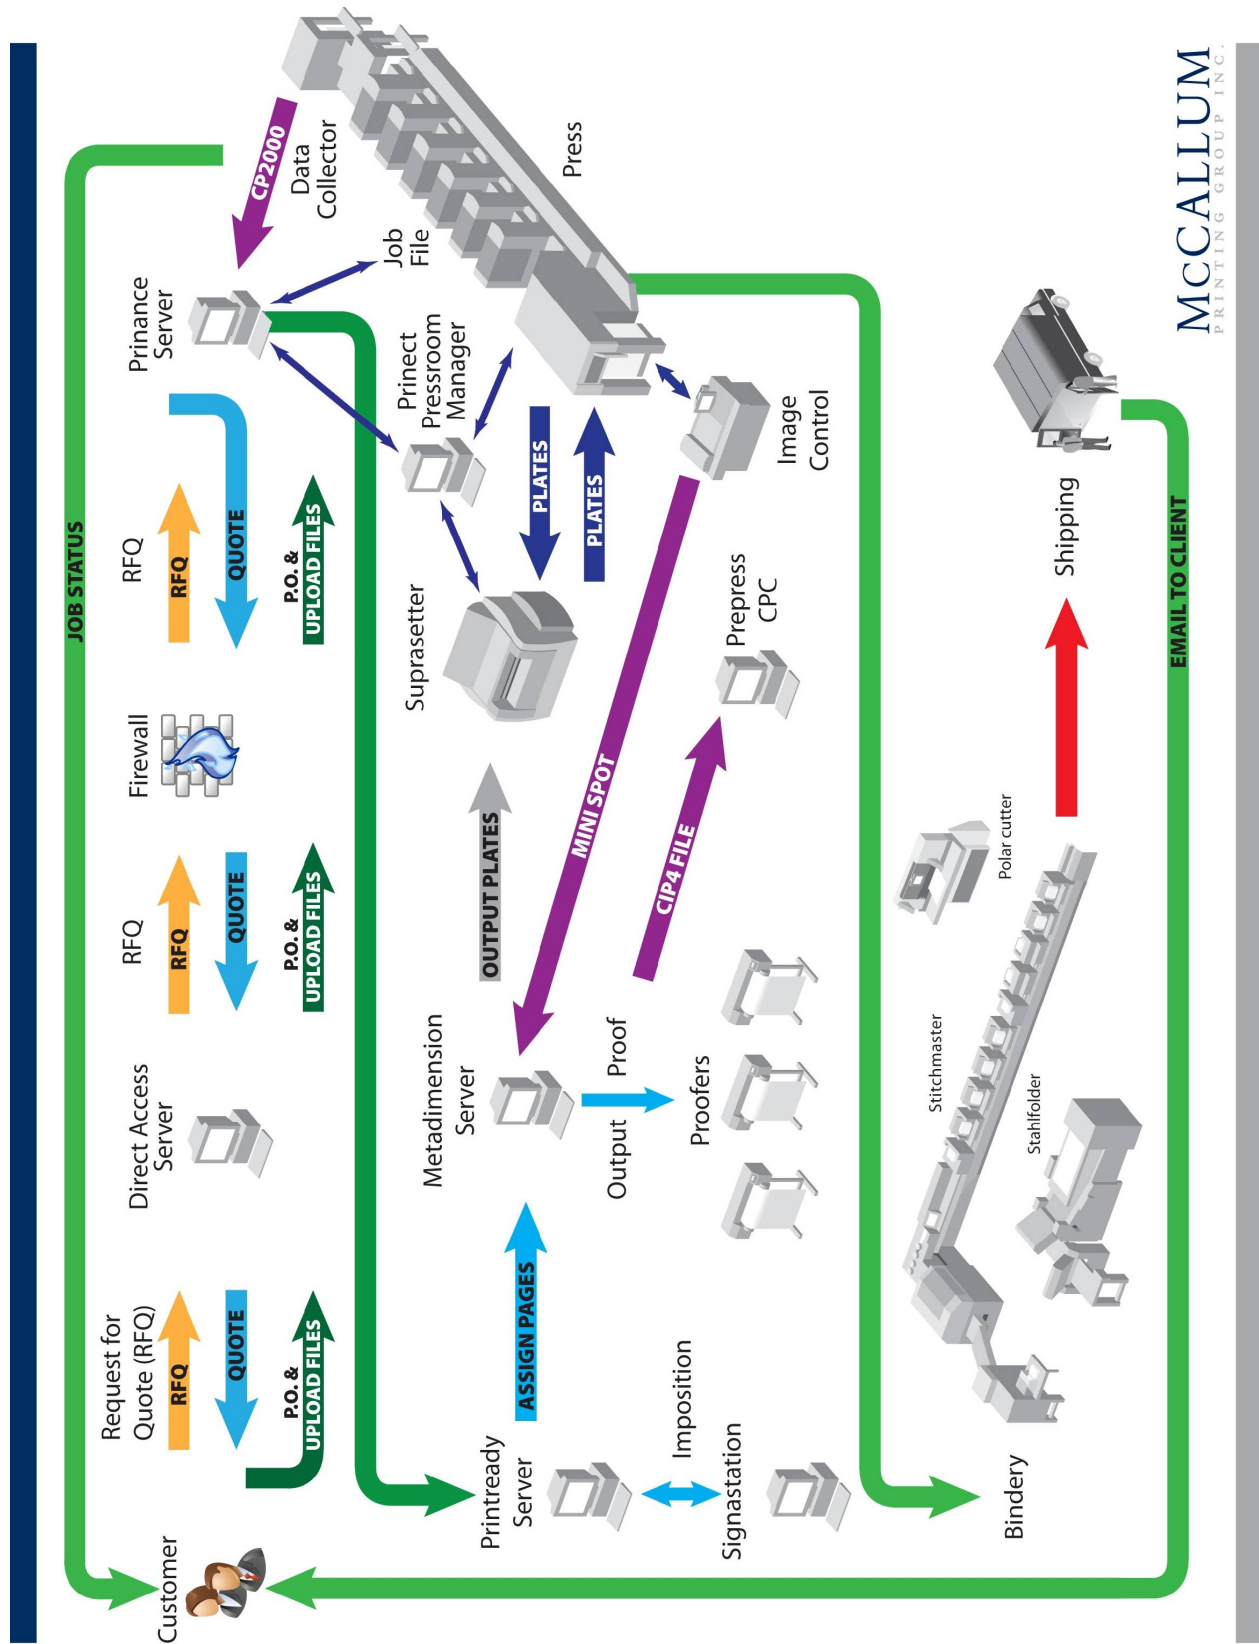 JOB STATUS
Customer
Request for
Quote (RFQ)
RFQ
QUOTE
P.O. &
UPLOAD FILES
Direct Access
Server
RFQ
RFQ
QUOTE
P.O. &
UPLOAD FILES
Firewall
RFQ
RFQ
QUOTE
P.O. &
UPLOAD FILES
Prinance
Server
CP2000
Data
Collector
Job
File
Prinect
Pressroom
Manager
Press
Suprasetter
PLATES
PLATES
Image
Control
Printready
Server
ASSIGN PAGES
Metadimension
Server
OUTPUT PLATES
MINI SPOT
Imposition
Signastation
Output Proof
Proofers
CIP4 FILE
Prepress
CPC
Bindery
Stitchmaster
Stahlfolder
Polar cutter
Shipping
EMAIL TO CLIENT
MCCALLUM
PRINTING GROUP INC.